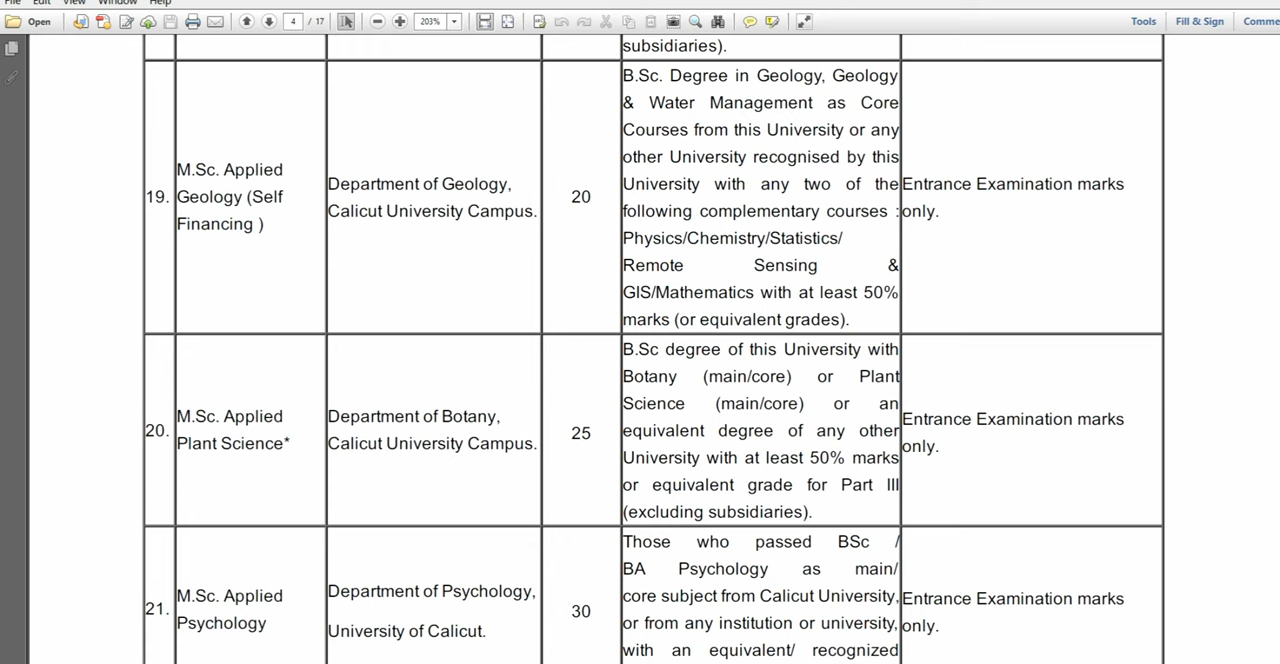 File Edit View Window Help
Open 4 / 17 203% Tools Fill & Sign Comme
subsidiaries).
19.
M.Sc. Applied
Geology (Self
Financing )
Department of Geology,
Calicut University Campus.
20
B.Sc. Degree in Geology, Geology
& Water Management as Core
Courses from this University or any
other University recognised by this
University with any two of the
following complementary courses :
Physics/Chemistry/Statistics/
Remote Sensing &
GIS/Mathematics with at least 50%
marks (or equivalent grades).
Entrance Examination marks
only.
20.
M.Sc. Applied
Plant Science*
Department of Botany,
Calicut University Campus.
25
B.Sc degree of this University with
Botany (main/core) or Plant
Science (main/core) or an
equivalent degree of any other
University with at least 50% marks
or equivalent grade for Part III
(excluding subsidiaries).
Entrance Examination marks
only.
21.
M.Sc. Applied
Psychology
Department of Psychology,
University of Calicut.
30
Those who passed BSc /
BA Psychology as main/
core subject from Calicut University,
or from any institution or university,
with an equivalent/ recognized
Entrance Examination marks
only.